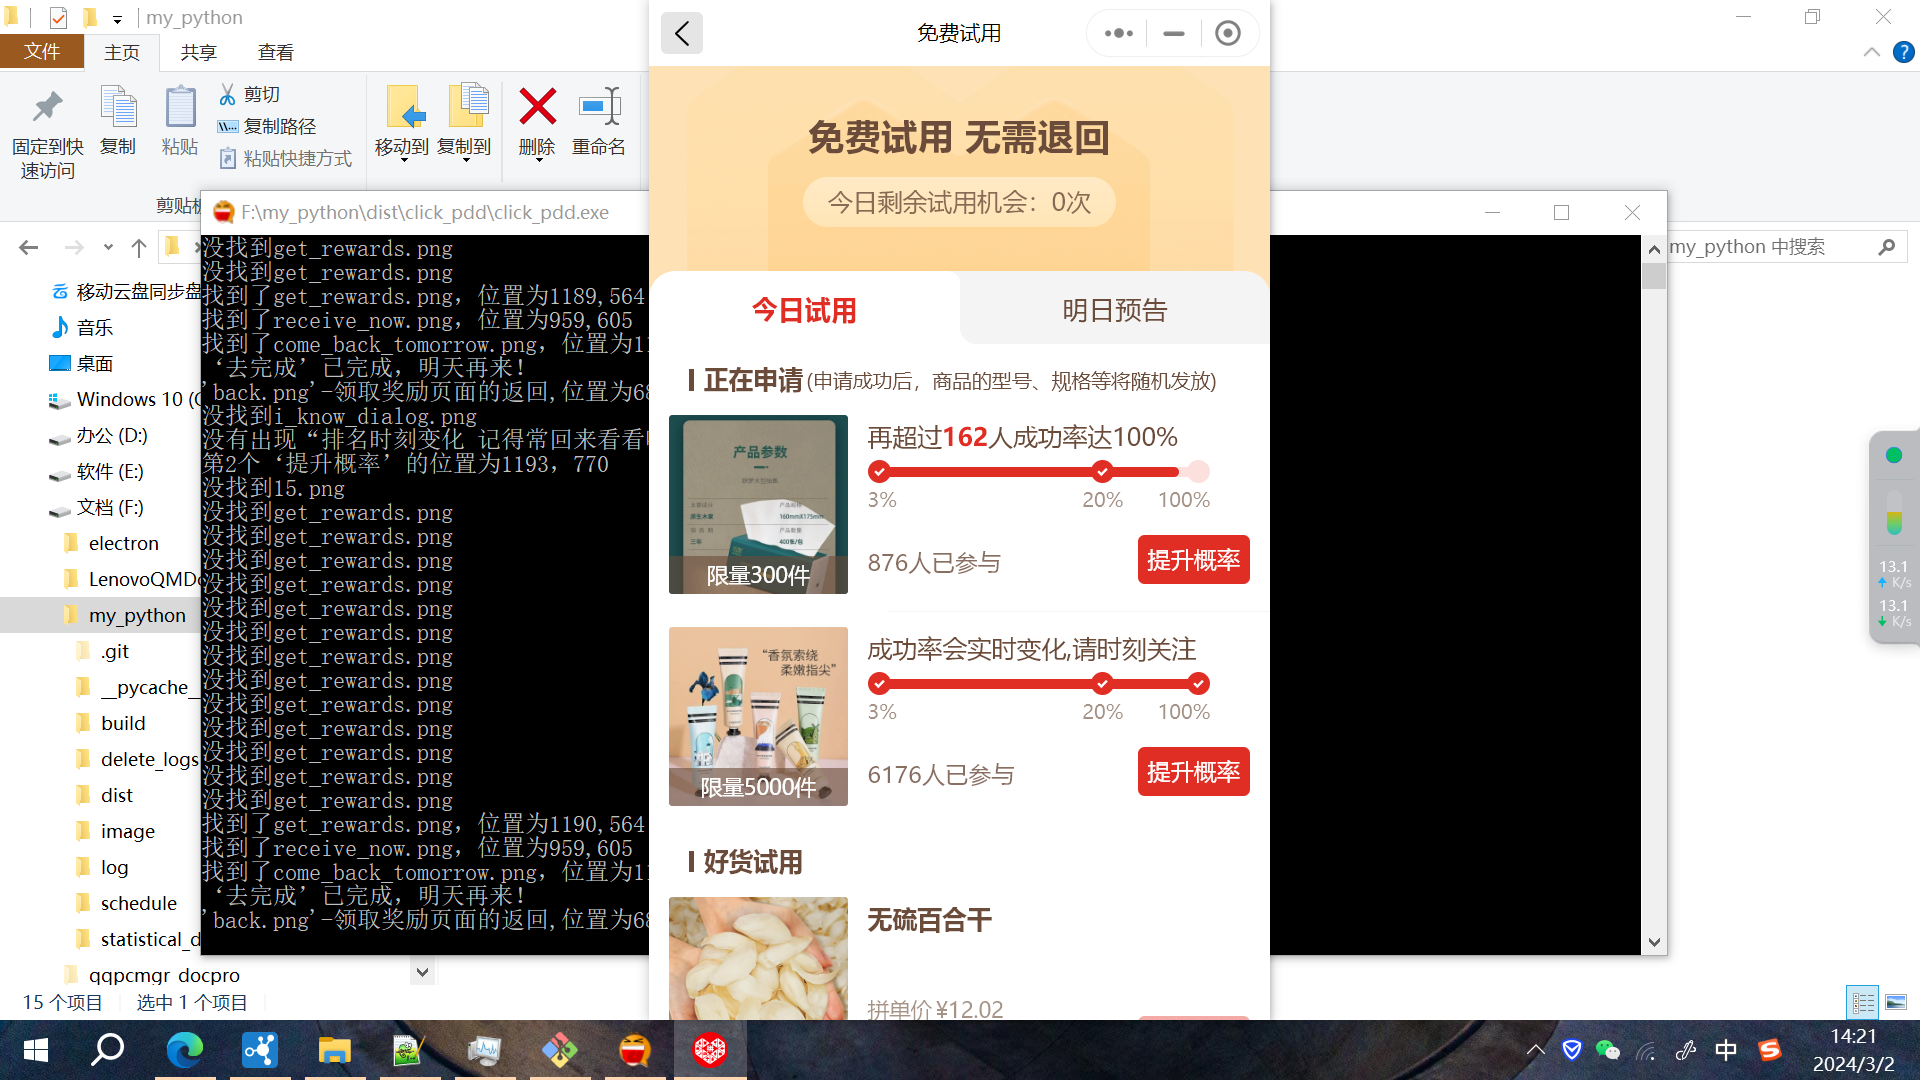 my_python
文件
主页
共享
查看
固定到快速访问
复制
粘贴
剪切
复制路径
粘贴快捷方式
移动到
复制到
删除
重命名
my_python 中搜索
移动云盘同步盘
音乐
桌面
Windows 10
办公 (D:)
软件 (E:)
文档 (F:)
electron
my_python
.git
build
delete_logs
dist
image
log
schedule
qqpcmgr_docpro
15 个项目
选中 1 个项目
F:\my_python\dist\click_pdd\click_pdd.exe
没找到get_rewards.png
没找到get_rewards.png
找到了get_rewards.png, 位置为1189,564
找到了receive_now.png, 位置为959,605
找到了come_back_tomorrow.png, 位置为
‘去完成’已完成, 明天再来!
'back.png'-领取奖励页面的返回,位置为
没找到i_know_dialog.png
没有出现“排名时刻变化 记得常回来看看
第2个‘提升概率’的位置为1193, 770
没找到15.png
没找到get_rewards.png
没找到get_rewards.png
没找到get_rewards.png
没找到get_rewards.png
没找到get_rewards.png
没找到get_rewards.png
没找到get_rewards.png
没找到get_rewards.png
没找到get_rewards.png
没找到get_rewards.png
没找到get_rewards.png
没找到get_rewards.png
没找到get_rewards.png
找到了get_rewards.png, 位置为1190,564
找到了receive_now.png, 位置为959,605
找到了come_back_tomorrow.png, 位置为
‘去完成’已完成, 明天再来!
'back.png'-领取奖励页面的返回,位置为
免费试用
免费试用 无需退回
今日剩余试用机会：0次
今日试用
明日预告
正在申请(申请成功后，商品的型号、规格等将随机发放)
产品参数
160mmX175mm
400张/包
限量300件
再超过162人成功率达100%
3%
20%
100%
876人已参与
提升概率
“香氛萦绕
柔嫩指尖”
限量5000件
成功率会实时变化,请时刻关注
3%
20%
100%
6176人已参与
提升概率
好货试用
无硫百合干
拼单价 ¥12.02
13.1
K/s
13.1
K/s
中
14:21
2024/3/2